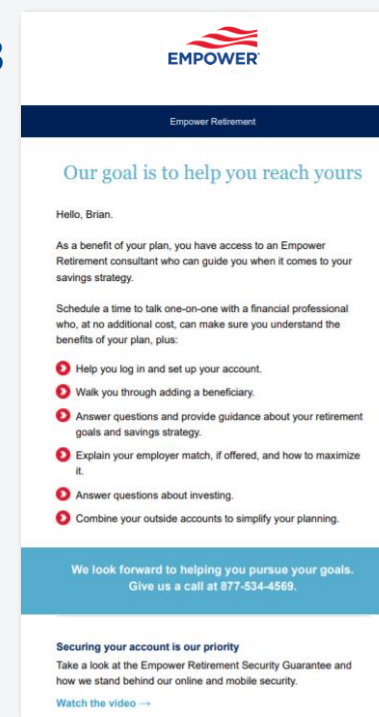 EMPOWER
Empower Retirement
Our goal is to help you reach yours
Hello, Brian.
As a benefit of your plan, you have access to an Empower
Retirement consultant who can guide you when it comes to your
savings strategy.
Schedule a time to talk one-on-one with a financial professional
who, at no additional cost, can make sure you understand the
benefits of your plan, plus:
Help you log in and set up your account.
Walk you through adding a beneficiary.
Answer questions and provide guidance about your retirement
goals and savings strategy.
Explain your employer match, if offered, and how to maximize
it.
Answer questions about investing.
Combine your outside accounts to simplify your planning.
We look forward to helping you pursue your goals.
Give us a call at 877-534-4569.
Securing your account is our priority
Take a look at the Empower Retirement Security Guarantee and
how we stand behind our online and mobile security.
Watch the video →